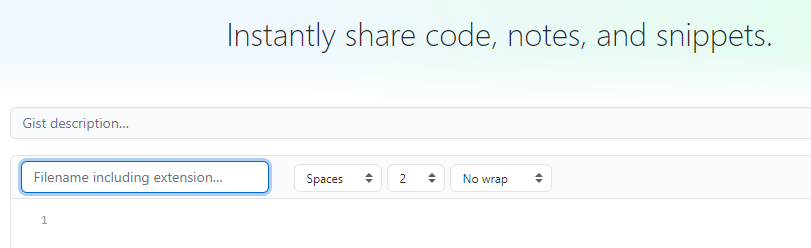 Instantly share code, notes, and snippets.
Gist description...
Filename including extension... Spaces 2 No wrap
1